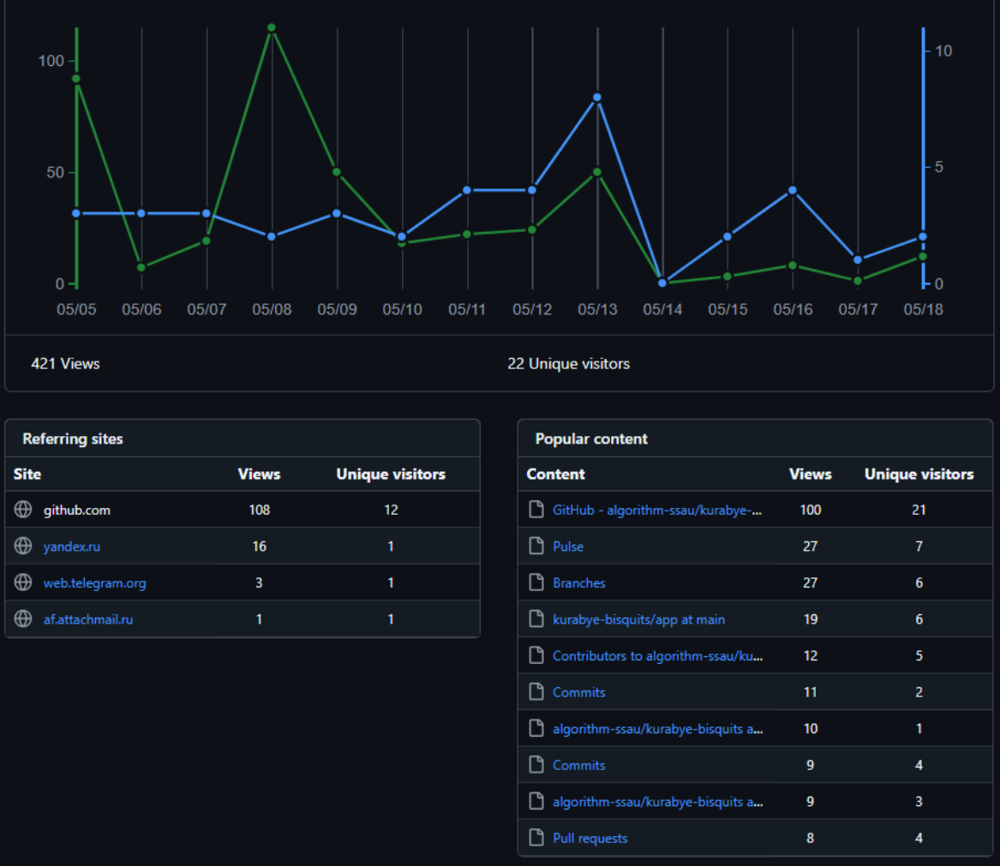 100 10
50 5
0 0
05/05 05/06 05/07 05/08 05/09 05/10 05/11 05/12 05/13 05/14 05/15 05/16 05/17 05/18
421 Views 22 Unique visitors
Referring sites
Site Views Unique visitors
github.com 108 12
yandex.ru 16 1
web.telegram.org 3 1
af.attachmail.ru 1 1
Popular content
Content Views Unique visitors
GitHub - algorithm-ssau/kurabye-... 100 21
Pulse 27 7
Branches 27 6
kurabye-bisquits/app at main 19 6
Contributors to algorithm-ssau/ku... 12 5
Commits 11 2
algorithm-ssau/kurabye-bisquits a... 10 1
Commits 9 4
algorithm-ssau/kurabye-bisquits a... 9 3
Pull requests 8 4